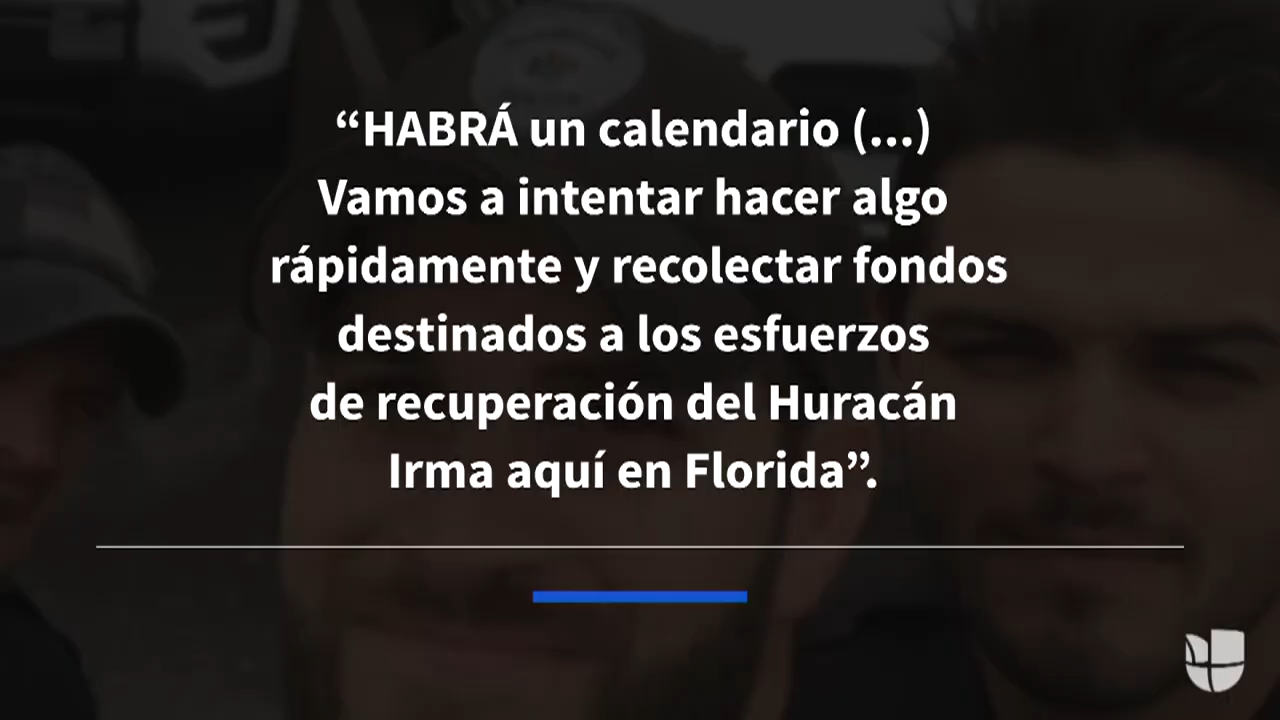 “HABRÁ un calendario (...)
Vamos a intentar hacer algo
rápidamente y recolectar fondos
destinados a los esfuerzos
de recuperación del Huracán
Irma aquí en Florida”.